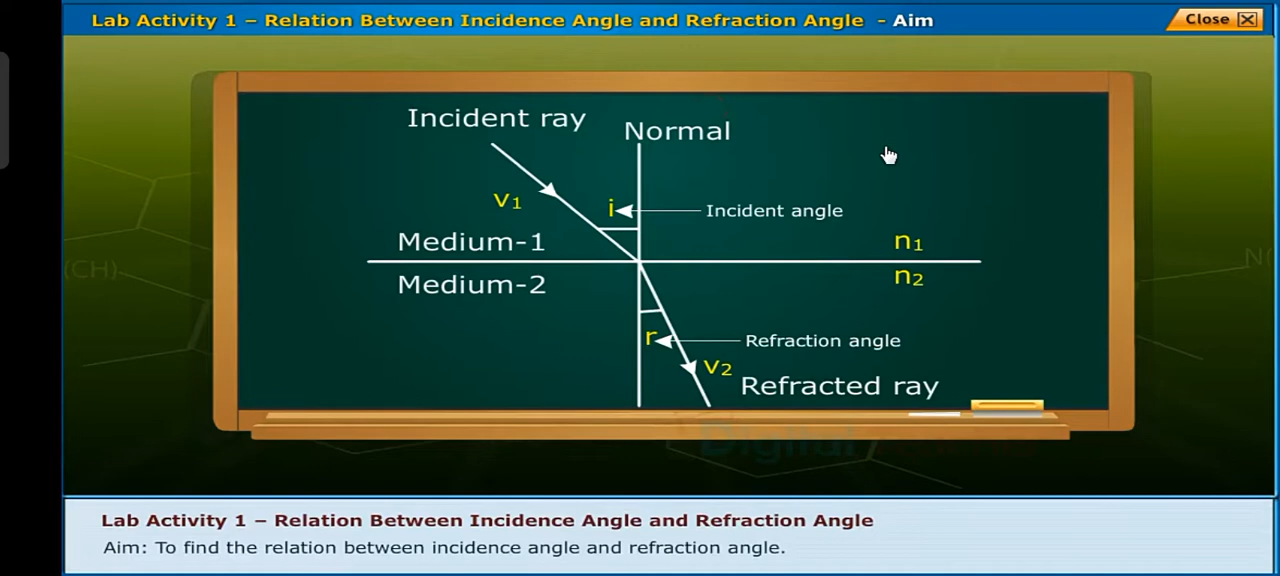 Lab Activity 1 – Relation Between Incidence Angle and Refraction Angle - Aim
Close
Incident ray
Normal
v1
i
Incident angle
Medium-1
n1
Medium-2
n2
r
Refraction angle
v2
Refracted ray
(CH)
N(
Digital
Lab Activity 1 – Relation Between Incidence Angle and Refraction Angle
Aim: To find the relation between incidence angle and refraction angle.